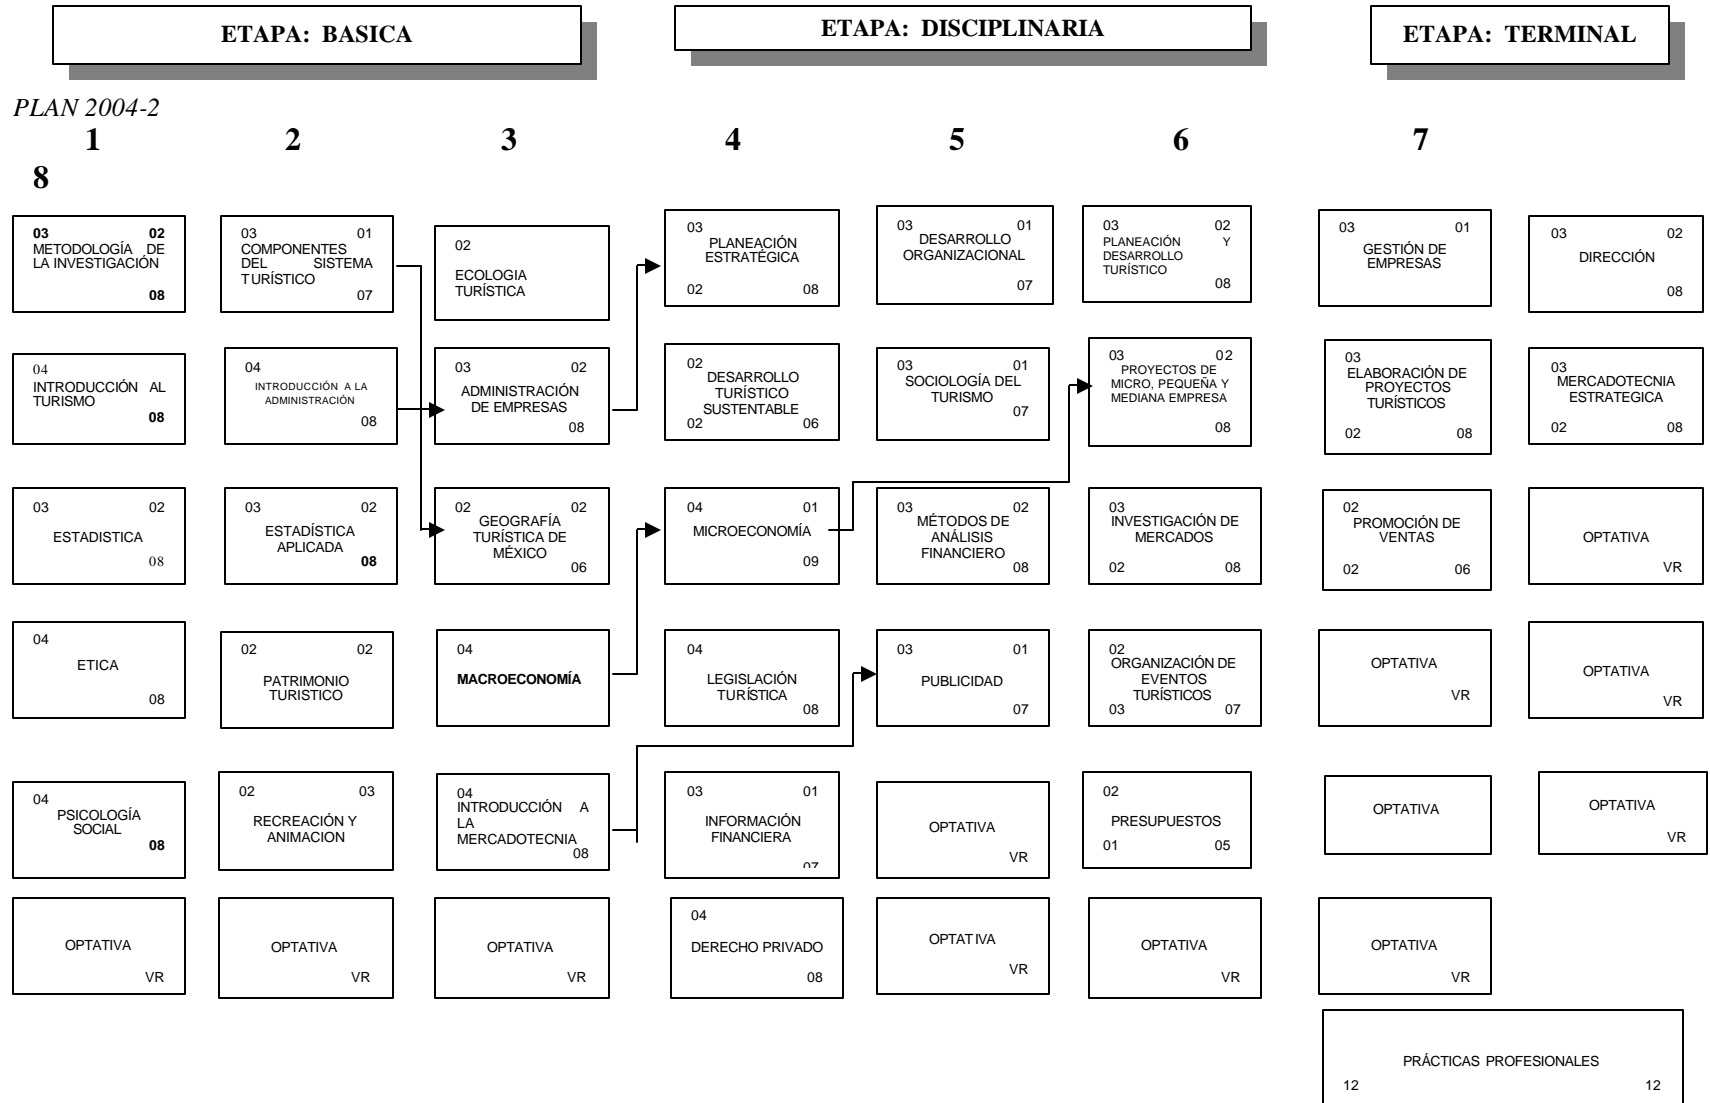 ETAPA: BASICA
ETAPA: DISCIPLINARIA
ETAPA: TERMINAL
PLAN 2004-2
1 2 3 4 5 6 7
8
03 02
METODOLOGÍA DE
LA INVESTIGACIÓN
08
03 01
COMPONENTES
DEL SISTEMA
TURÍSTICO
07
02
ECOLOGIA
TURÍSTICA
03
PLANEACIÓN
ESTRATÉGICA
02 08
03 01
DESARROLLO
ORGANIZACIONAL
07
03 02
PLANEACIÓN Y
DESARROLLO
TURÍSTICO
08
03 01
GESTIÓN DE
EMPRESAS
03 02
DIRECCIÓN
08
04
INTRODUCCIÓN AL
TURISMO
08
04
INTRODUCCIÓN A LA
ADMINISTRACIÓN
08
03 02
ADMINISTRACIÓN
DE EMPRESAS
08
02
DESARROLLO
TURÍSTICO
SUSTENTABLE
02 06
03 01
SOCIOLOGÍA DEL
TURISMO
07
03 02
PROYECTOS DE
MICRO, PEQUEÑA Y
MEDIANA EMPRESA
08
03
ELABORACIÓN DE
PROYECTOS
TURÍSTICOS
02 08
03
MERCADOTECNIA
ESTRATEGICA
02 08
03 02
ESTADISTICA
08
03 02
ESTADÍSTICA
APLICADA
08
02 02
GEOGRAFÍA
TURÍSTICA DE
MÉXICO
06
04 01
MICROECONOMÍA
09
03 02
MÉTODOS DE
ANÁLISIS
FINANCIERO
08
03
INVESTIGACIÓN DE
MERCADOS
02 08
02
PROMOCIÓN DE
VENTAS
02 06
OPTATIVA
VR
04
ETICA
08
02 02
PATRIMONIO
TURISTICO
04
MACROECONOMÍA
04
LEGISLACIÓN
TURÍSTICA
08
03 01
PUBLICIDAD
07
02
ORGANIZACIÓN DE
EVENTOS
TURÍSTICOS
03 07
OPTATIVA
VR
OPTATIVA
VR
04
PSICOLOGÍA
SOCIAL
08
02 03
RECREACIÓN Y
ANIMACION
04
INTRODUCCIÓN A
LA
MERCADOTECNIA
08
03 01
INFORMACIÓN
FINANCIERA
07
OPTATIVA
VR
02
PRESUPUESTOS
01 05
OPTATIVA
OPTATIVA
VR
OPTATIVA
VR
OPTATIVA
VR
OPTATIVA
VR
04
DERECHO PRIVADO
08
OPTATIVA
VR
OPTATIVA
VR
OPTATIVA
VR
PRÁCTICAS PROFESIONALES
12 12